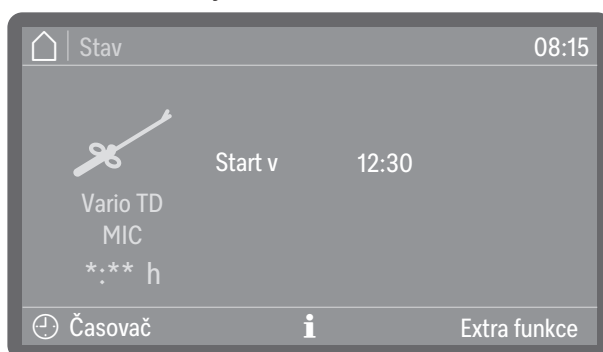 Stav 08:15
Start v 12:30
Vario TD
MIC
*:** h
Časovač i Extra funkce